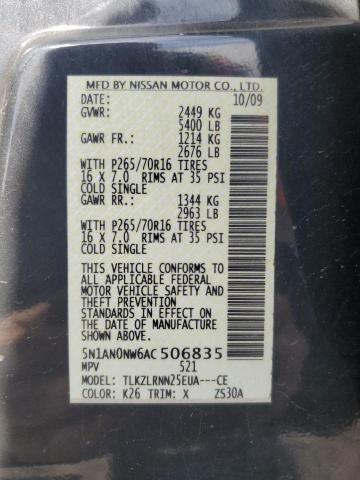 MFD BY NISSAN MOTOR CO., LTD.
DATE: 10/09
GVWR: 2449 KG
5400 LB
GAWR FR.: 1214 KG
2676 LB
WITH P265/70R16 TIRES
16 X 7.0 RIMS AT 35 PSI
COLD SINGLE
GAWR RR.: 1344 KG
2963 LB
WITH P265/70R16 TIRES
16 X 7.0 RIMS AT 35 PSI
COLD SINGLE
THIS VEHICLE CONFORMS TO
ALL APPLICABLE FEDERAL
MOTOR VEHICLE SAFETY AND
THEFT PREVENTION
STANDARDS IN EFFECT ON
THE DATE OF MANUFACTURE
SHOWN ABOVE.
5N1AN0NW6AC506835
MPV 521
MODEL: TLKZLRNN25EUA---CE
COLOR: K26 TRIM: X ZS30A